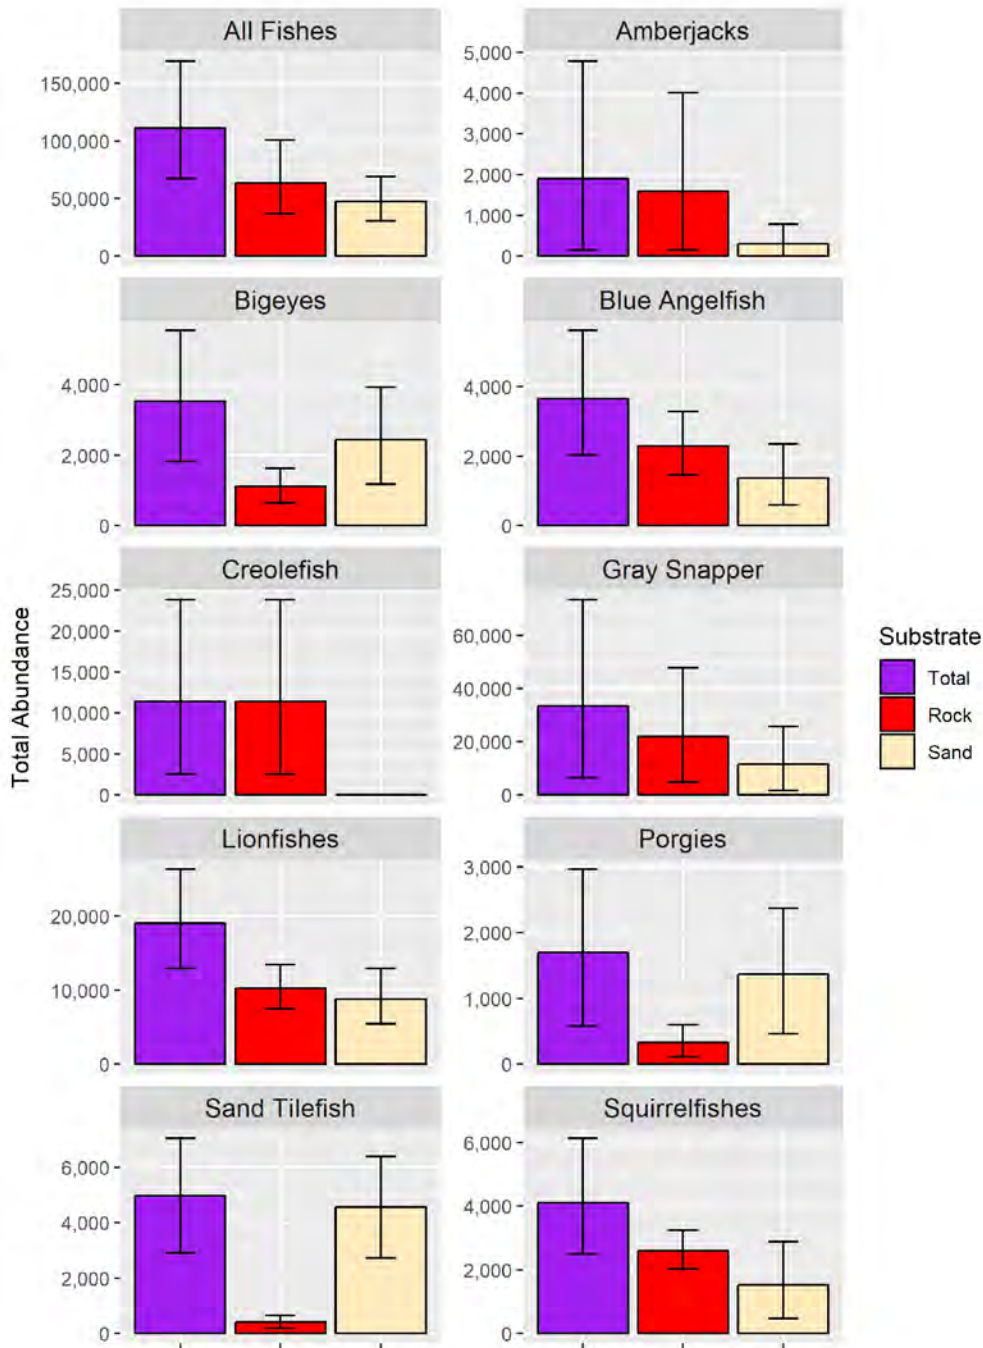 All Fishes
150,000
100,000
50,000
0
Amberjacks
5,000
4,000
3,000
2,000
1,000
0
Bigeyes
4,000
2,000
0
Blue Angelfish
4,000
2,000
0
Creolefish
25,000
20,000
15,000
10,000
5,000
0
Gray Snapper
60,000
40,000
20,000
0
Lionfishes
20,000
10,000
0
Porgies
3,000
2,000
1,000
0
Sand Tilefish
6,000
4,000
2,000
0
Squirrelfishes
6,000
4,000
2,000
0
Total Abundance
Substrate
Total
Rock
Sand